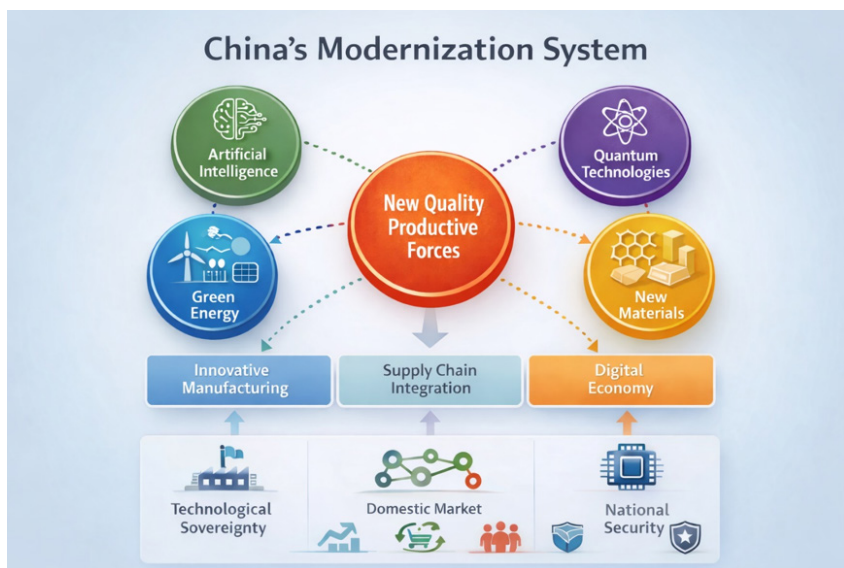 China's Modernization System
Artificial
Intelligence
Quantum
Technologies
New Quality
Productive
Forces
Green
Energy
New
Materials
Innovative
Manufacturing
Supply Chain
Integration
Digital
Economy
Technological
Sovereignty
Domestic Market
National
Security